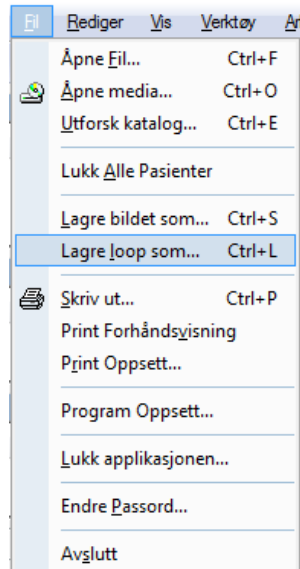 Fil Rediger Vis Verktøy
Åpne Fil... Ctrl+F
Åpne media... Ctrl+O
Utforsk katalog... Ctrl+E
Lukk Alle Pasienter
Lagre bildet som... Ctrl+S
Lagre loop som... Ctrl+L
Skriv ut... Ctrl+P
Print Forhåndsvisning
Print Oppsett...
Program Oppsett...
Lukk applikasjonen...
Endre Passord...
Avslutt